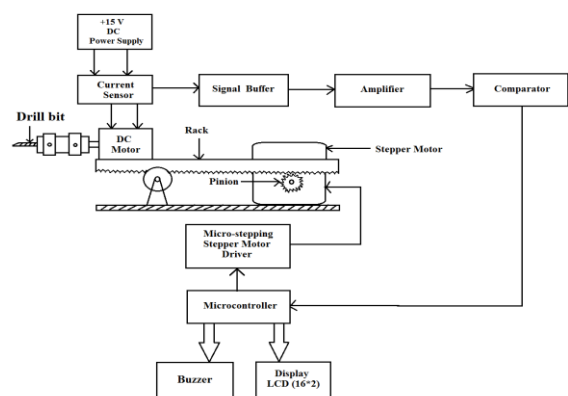 +15 V
DC
Power Supply
Current
Sensor
Signal Buffer
Amplifier
Comparator
Drill bit
DC
Motor
Rack
Stepper Motor
Pinion
Micro-stepping
Stepper Motor
Driver
Microcontroller
Buzzer
Display
LCD (16*2)